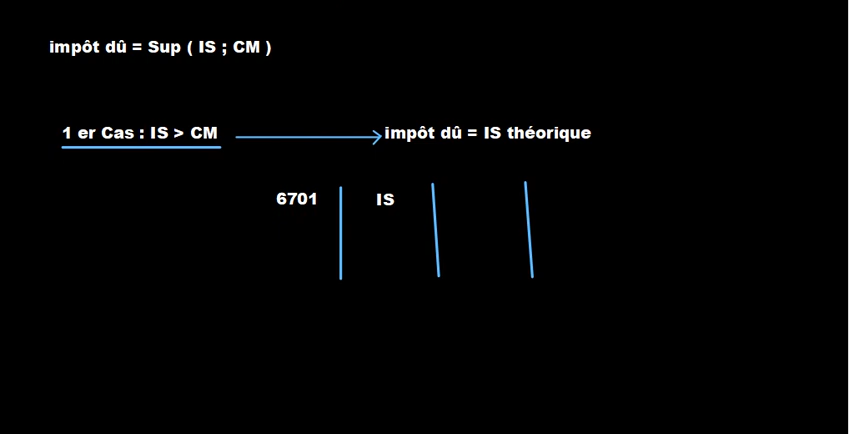 impôt dû = Sup ( IS ; CM )
1 er Cas : IS > CM impôt dû = IS théorique
6701 IS